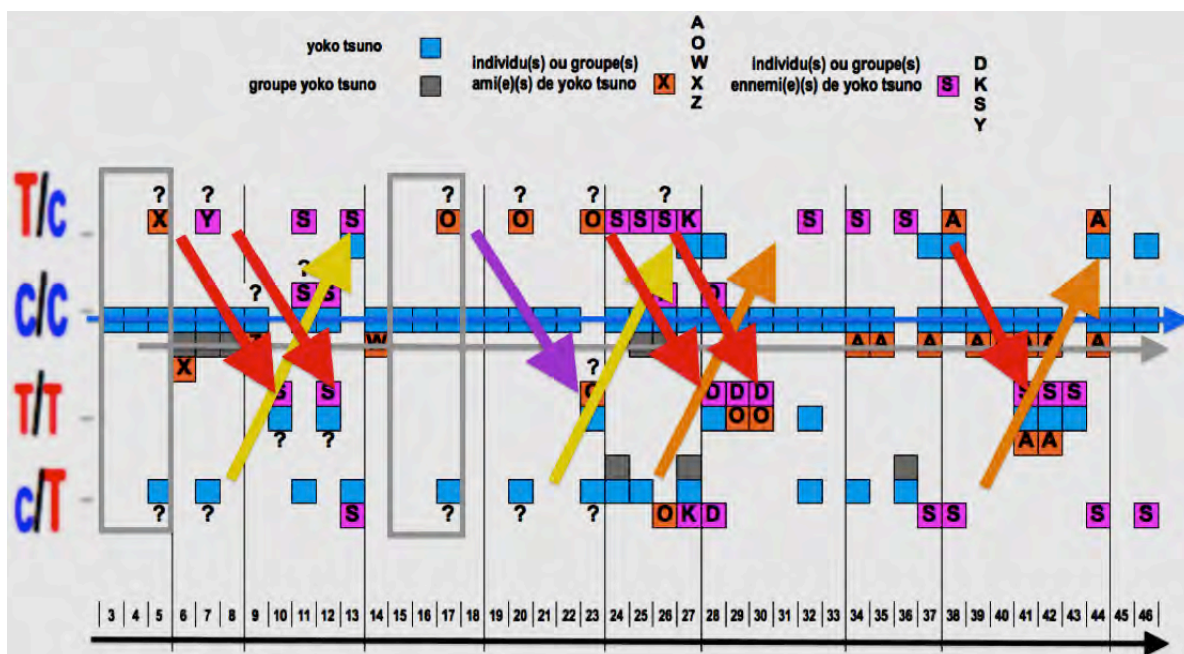 yoko tsuno
groupe yoko tsuno
individu(s) ou groupe(s)
ami(e)(s) de yoko tsuno X
A
O
W
X
Z
individu(s) ou groupe(s)
ennemi(e)(s) de yoko tsuno S
D
K
S
Y
? ? ? ? ? ?
T/c X Y S S O O O S S S K S S S A A
? ?
C/C S S D
W A A A A A A A
X ?
S S D D D S S S
T/T O O
? ? A A
c/T
? ? S ? ? ? O K D S S S S
3 4 5 6 7 8 9 10 11 12 13 14 15 16 17 18 19 20 21 22 23 24 25 26 27 28 29 30 31 32 33 34 35 36 37 38 39 40 41 42 43 44 45 46